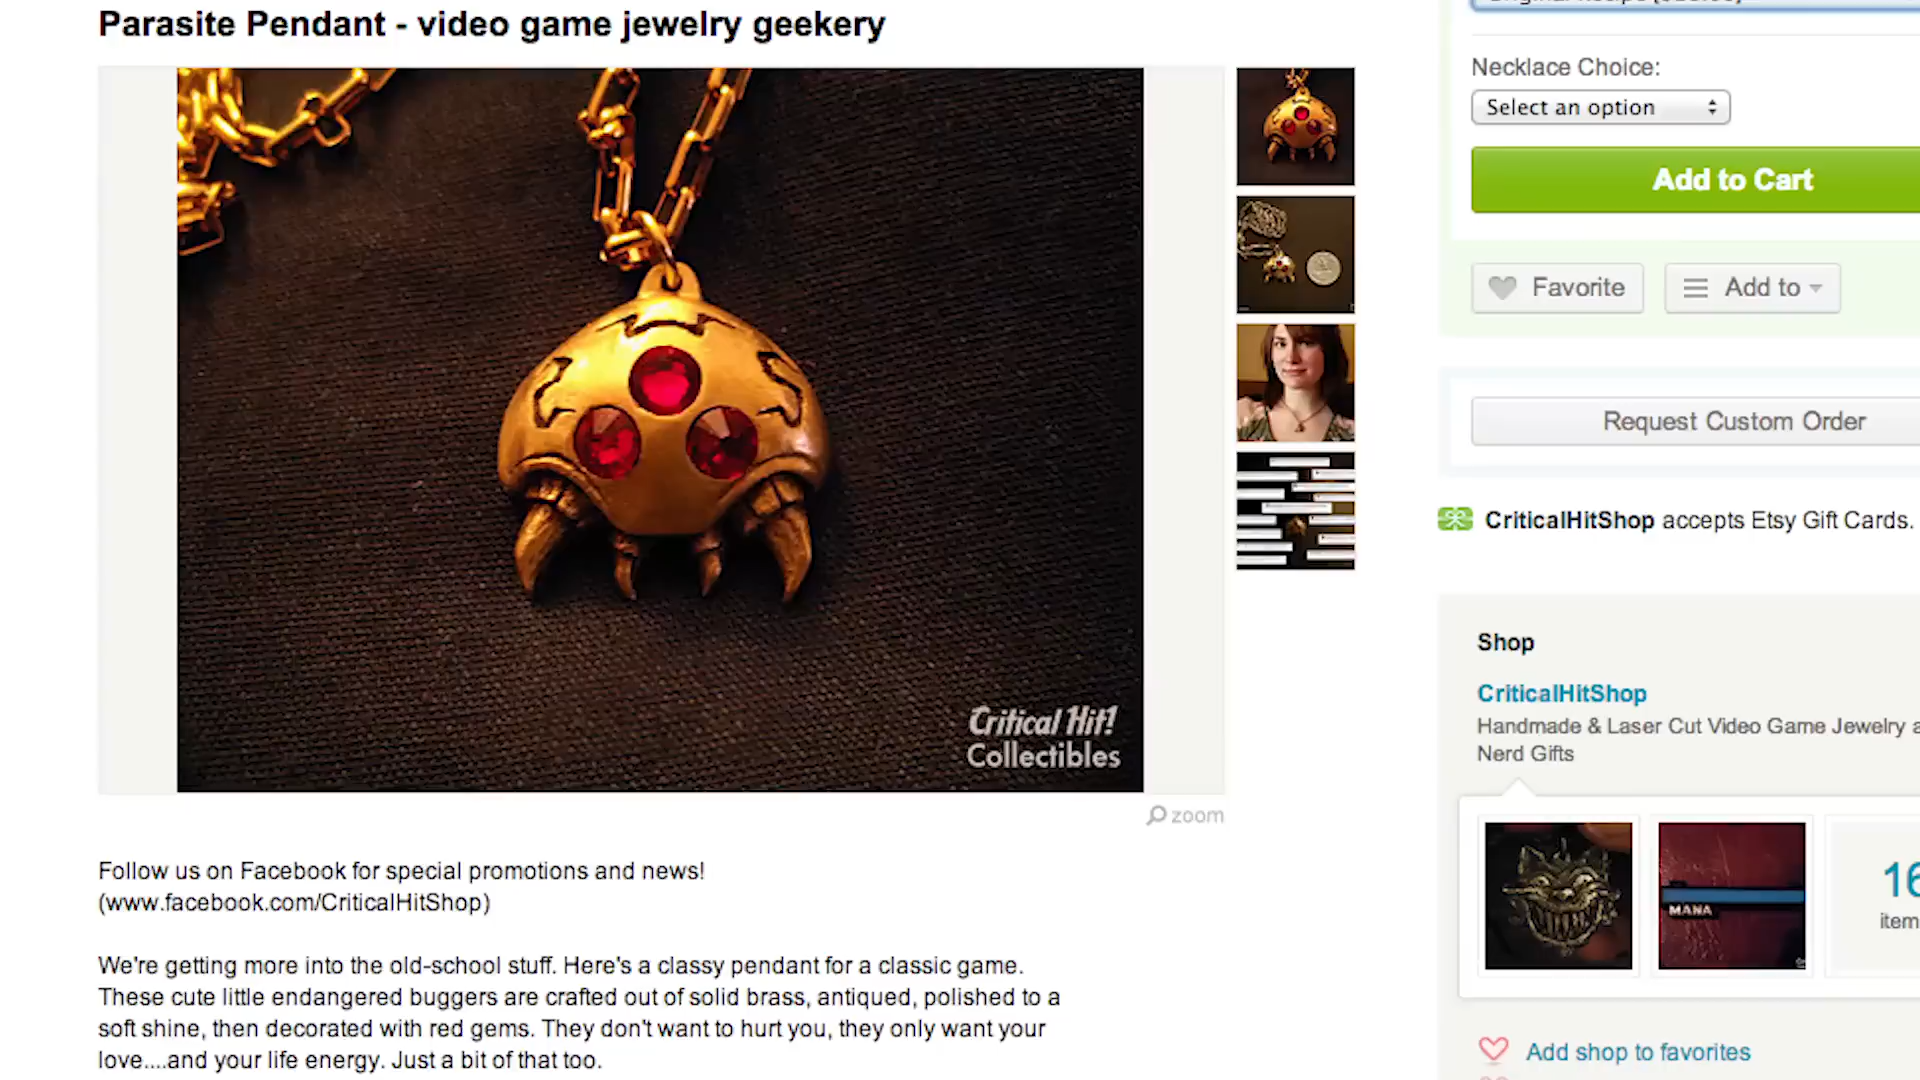 Parasite Pendant - video game jewelry geekery
Critical Hit!
Collectibles
zoom
Follow us on Facebook for special promotions and news!
(www.facebook.com/CriticalHitShop)
We're getting more into the old-school stuff. Here's a classy pendant for a classic game.
These cute little endangered buggers are crafted out of solid brass, antiqued, polished to a
soft shine, then decorated with red gems. They don't want to hurt you, they only want your
love....and your life energy. Just a bit of that too.
Necklace Choice:
Select an option
Add to Cart
Favorite
Add to
Request Custom Order
CriticalHitShop accepts Etsy Gift Cards.
Shop
CriticalHitShop
Handmade & Laser Cut Video Game Jewelry
Nerd Gifts
MANA
16
item
Add shop to favorites